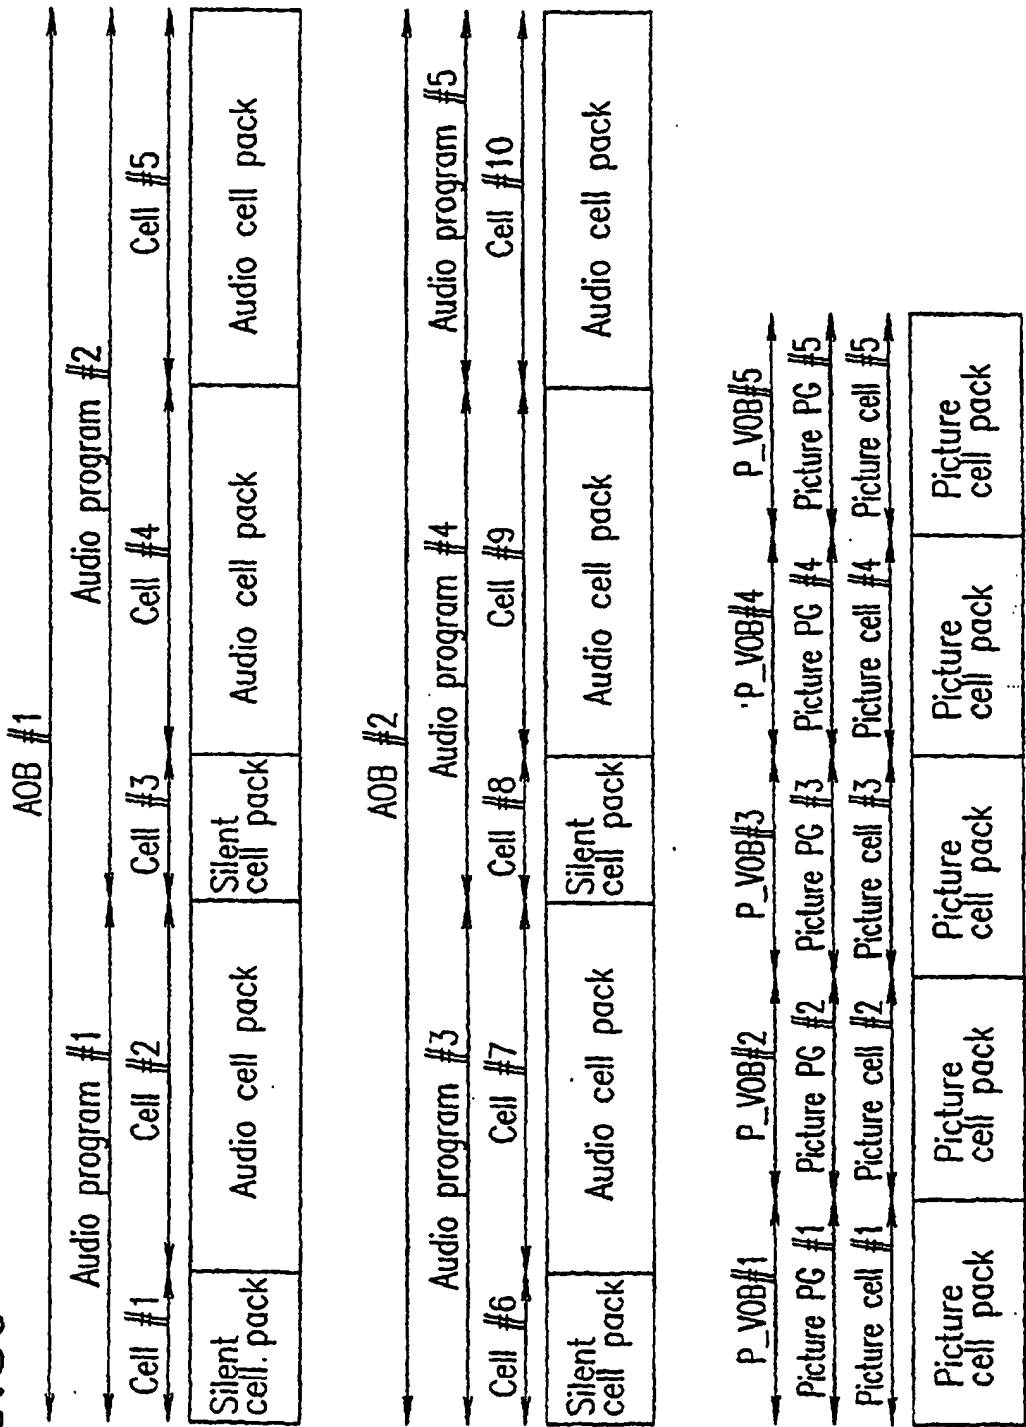 AOB #1
Audio program #1
Audio program #2
Cell #1
Cell #2
Cell #3
Cell #4
Cell #5
Silent
cell. pack
Audio cell pack
Silent
cell pack
Audio cell pack
Audio cell pack
AOB #2
Audio program #3
Audio program #4
Audio program #5
Cell #6
Cell #7
Cell #8
Cell #9
Cell #10
Silent
cell pack
Audio cell pack
Silent
cell pack
Audio cell pack
Audio cell pack
P_VOB#1
P_VOB#2
P_VOB#3
P_VOB#4
P_VOB#5
Picture PG #1
Picture PG #2
Picture PG #3
Picture PG #4
Picture PG #5
Picture cell #1
Picture cell #2
Picture cell #3
Picture cell #4
Picture cell #5
Picture
cell pack
Picture
cell pack
Picture
cell pack
Picture
cell pack
Picture
cell pack